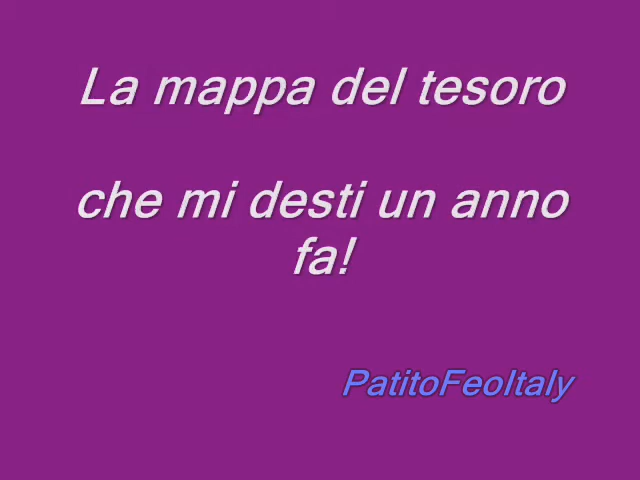 La mappa del tesoro
che mi desti un anno
fa!
PatitoFeoItaly